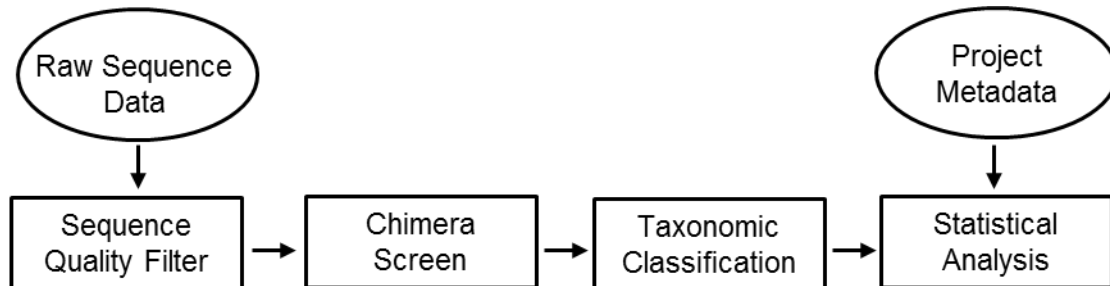 Raw Sequence
Data
Project
Metadata
Sequence
Quality Filter
Chimera
Screen
Taxonomic
Classification
Statistical
Analysis